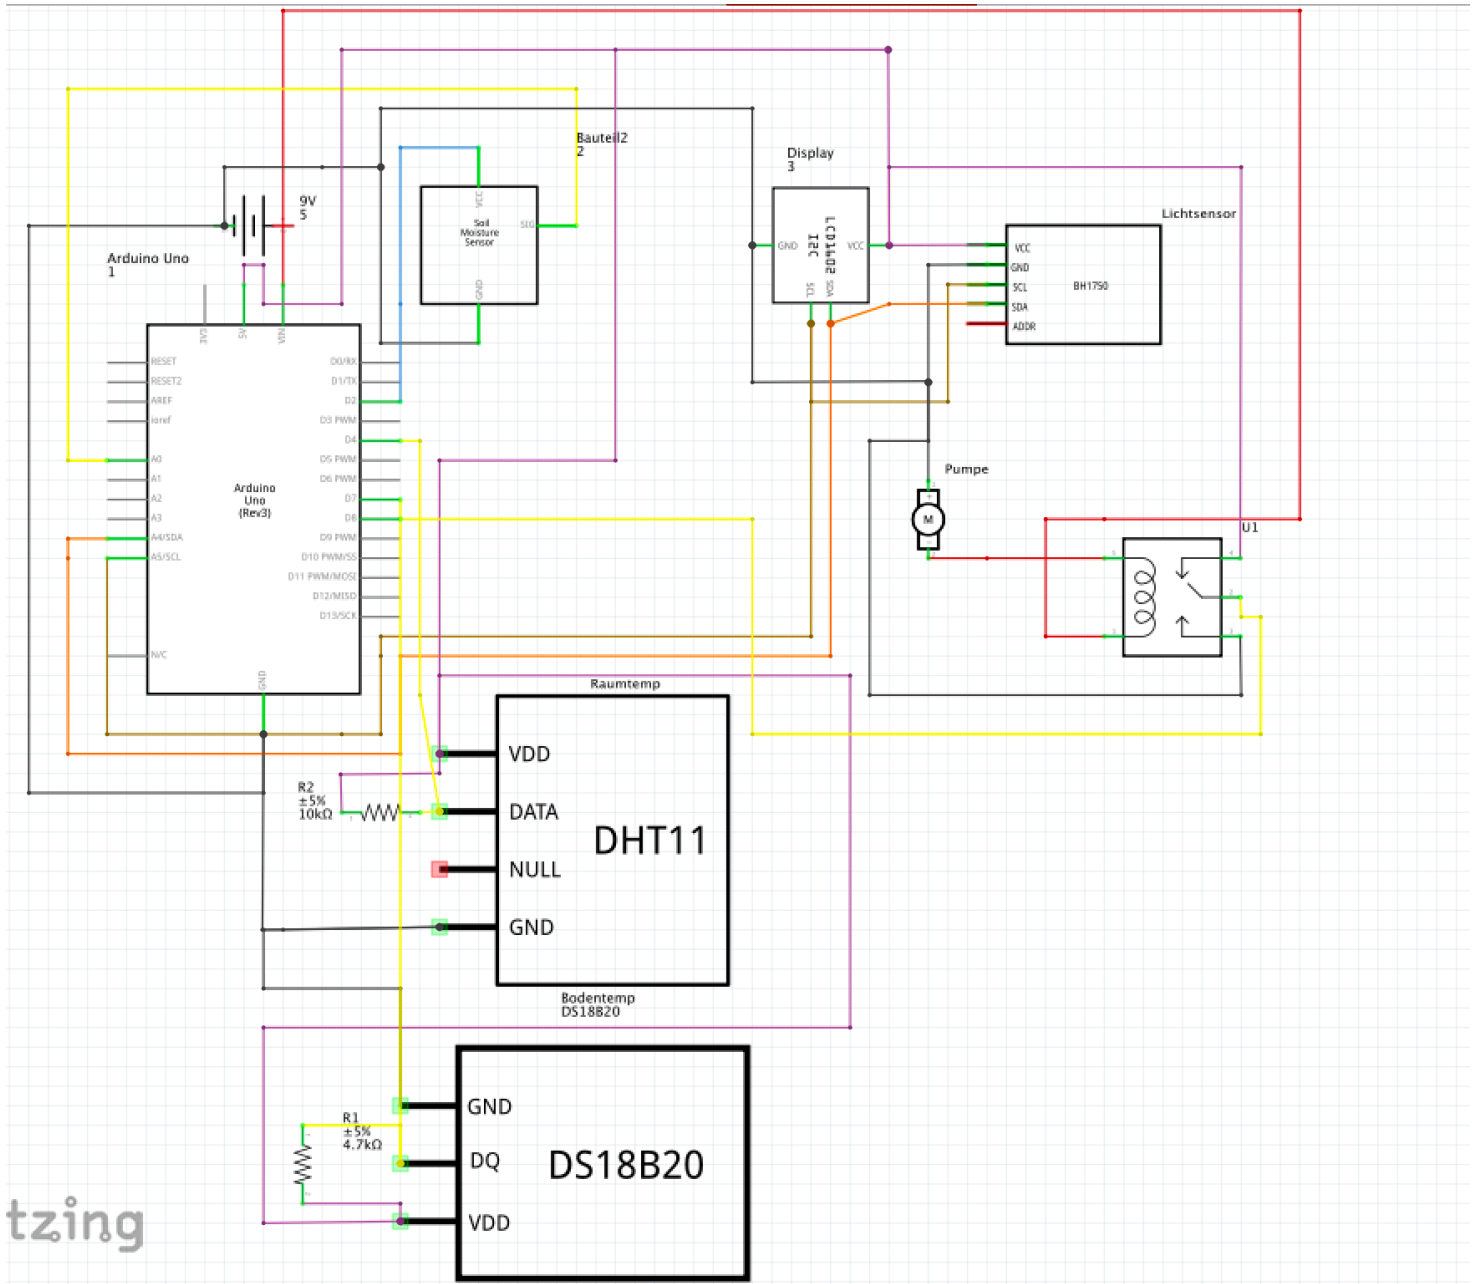 Bauteil2
2
Display
3
9V
5
Lichtsensor
Arduino Uno
1
VCC
Soil
Moisture
Sensor
SIG
GND
GND
LCD1602
I2C
VCC
SCL
SDA
VCC
GND
SCL
SDA
ADDR
BH1750
3V3
5V
VIN
RESET
RESET2
AREF
ioref
A0
A1
A2
A3
A4/SDA
A5/SCL
N/C
D0/RX
D1/TX
D2
D3 PWM
D4
D5 PWM
D6 PWM
D7
D8
D9 PWM
D10 PWM/SS
D11 PWM/MOSI
D12/MISO
D13/SCK
GND
Arduino
Uno
(Rev3)
Pumpe
M
U1
Raumtemp
VDD
DATA
NULL
GND
DHT11
R2
±5%
10kΩ
Bodentemp
DS18B20
GND
DQ
VDD
DS18B20
R1
±5%
4.7kΩ
tzing